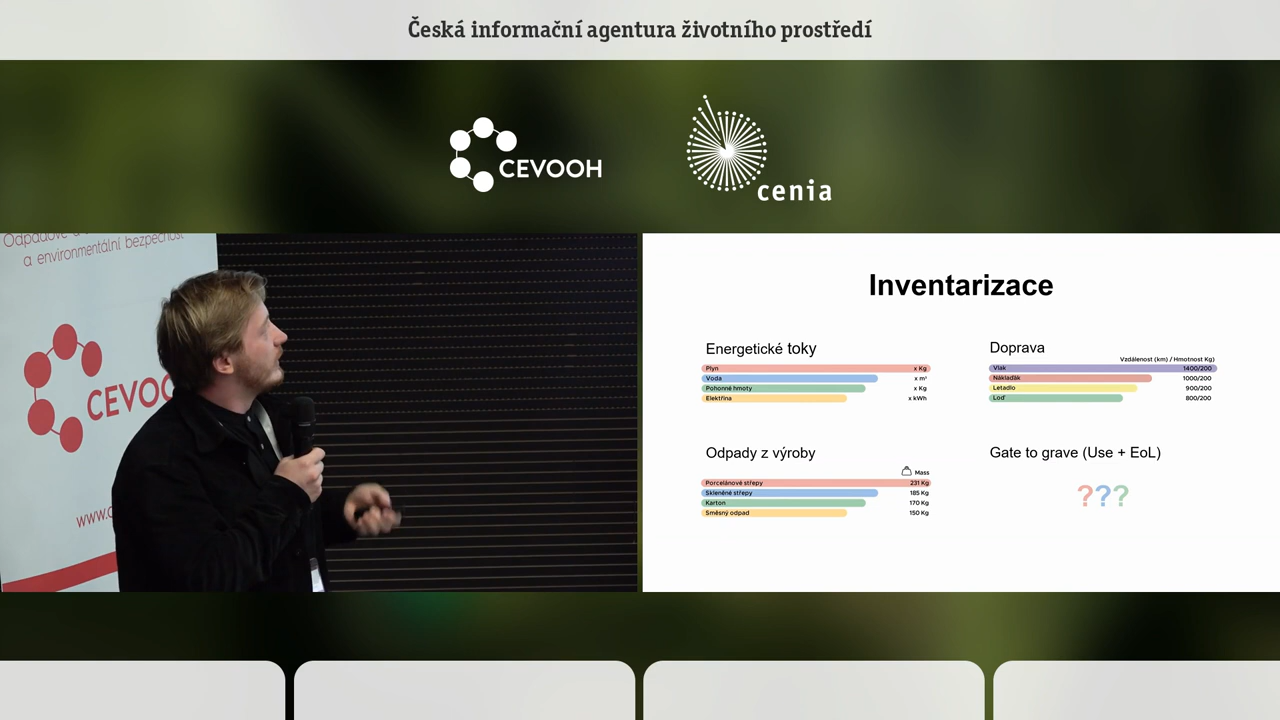 Česká informační agentura životního prostředí
CEVOOH
cenia
a environmentální bezpečnost
CEVOO
www.
Inventarizace
Energetické toky
Plyn x Kg
Voda x m³
Pohonné hmoty x Kg
Elektřina x kWh
Doprava
Vzdálenost (km) / Hmotnost Kg)
Vlak 1400/200
Náklaďák 1000/200
Letadlo 900/200
Loď 800/200
Odpady z výroby
Mass
Porcelánové střepy 231 Kg
Skleněné střepy 185 Kg
Karton 170 Kg
Směsný odpad 150 Kg
Gate to grave (Use + EoL)
???